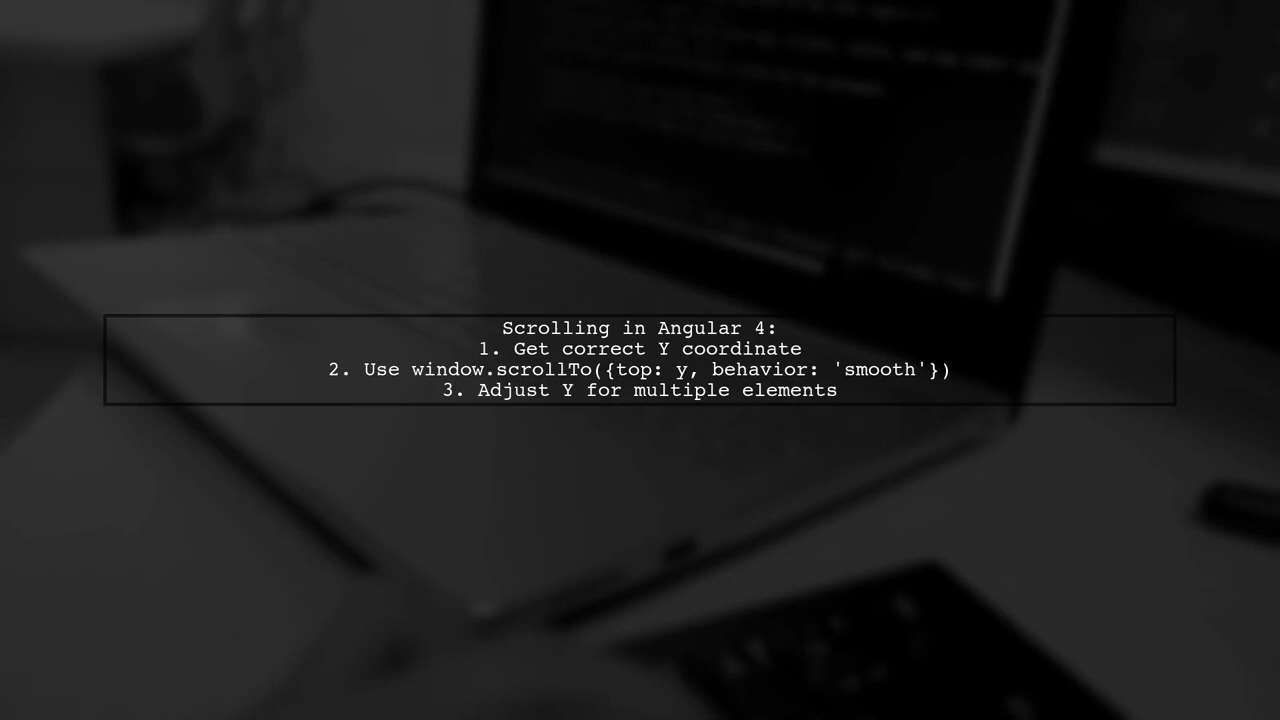 Scrolling in Angular 4:
1. Get correct Y coordinate
2. Use window.scrollTo({top: y, behavior: 'smooth'})
3. Adjust Y for multiple elements